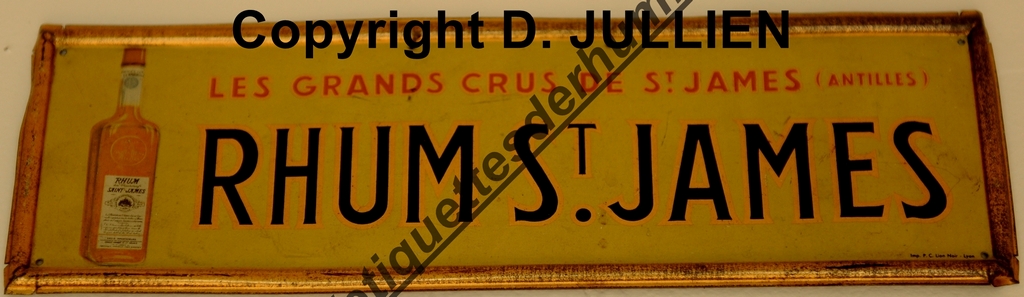 Copyright D. JULLIEN
LES GRANDS CRUS DE ST JAMES (ANTILLES)
RHUM ST. JAMES
RHUM
SAINT JAMES
etiquettesderhum